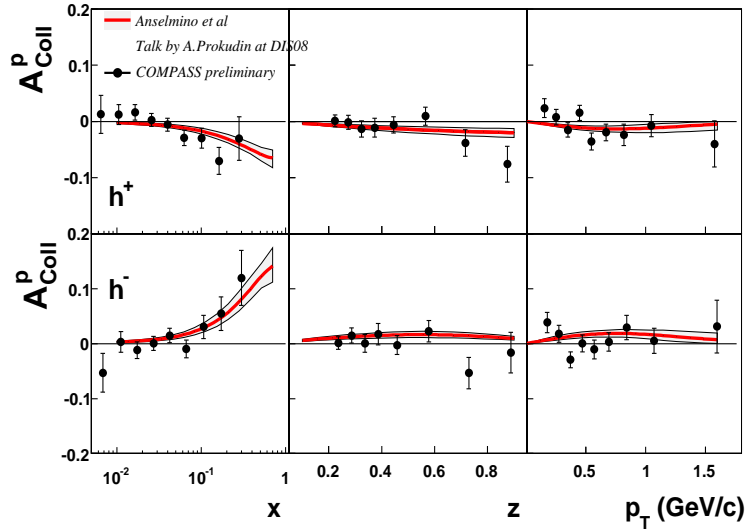 Anselmino et al
Talk by A.Prokudin at DIS08
COMPASS preliminary
A^p_Coll
0.1
0
-0.1
h+
A^p_Coll
0.2
0.1
0
-0.1
-0.2
h-
10^-2 10^-1 1
0.2 0.4 0.6 0.8
0.5 1 1.5
x
z
p_T (GeV/c)